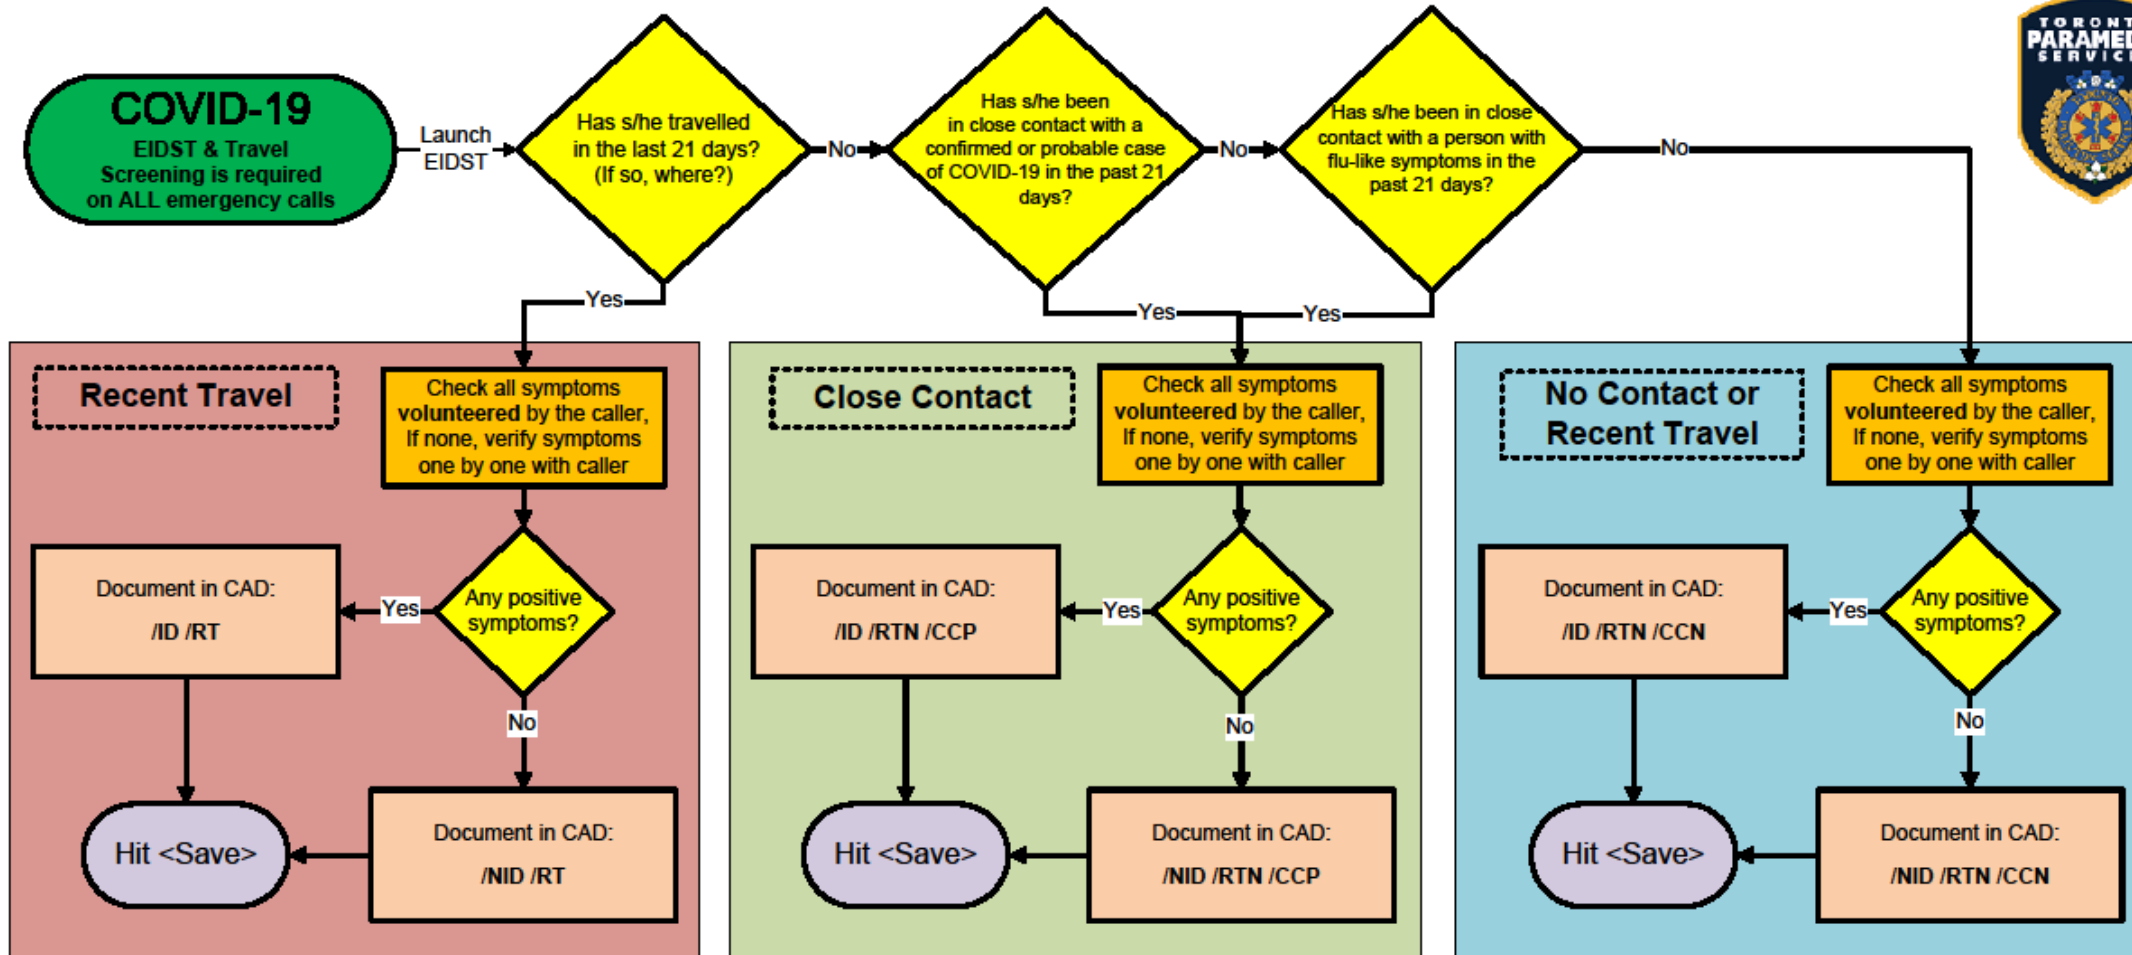 COVID-19
EIDST & Travel
Screening is required
on ALL emergency calls
Launch
EIDST
Has s/he travelled
in the last 21 days?
(If so, where?)
No
Has s/he been
in close contact with a
confirmed or probable case
of COVID-19 in the past 21
days?
No
Has s/he been in close
contact with a person with
flu-like symptoms in the
past 21 days?
No
PARAMED
Yes
Yes
Yes
Recent Travel
Check all symptoms
volunteered by the caller,
If none, verify symptoms
one by one with caller
Any positive
symptoms?
Yes
Document in CAD:
/ID /RT
No
Document in CAD:
/NID /RT
Hit <Save>
Close Contact
Check all symptoms
volunteered by the caller,
If none, verify symptoms
one by one with caller
Any positive
symptoms?
Yes
Document in CAD:
/ID /RTN /CCP
No
Document in CAD:
/NID /RTN /CCP
Hit <Save>
No Contact or
Recent Travel
Check all symptoms
volunteered by the caller,
If none, verify symptoms
one by one with caller
Any positive
symptoms?
Yes
Document in CAD:
/ID /RTN /CCN
No
Document in CAD:
/NID /RTN /CCN
Hit <Save>